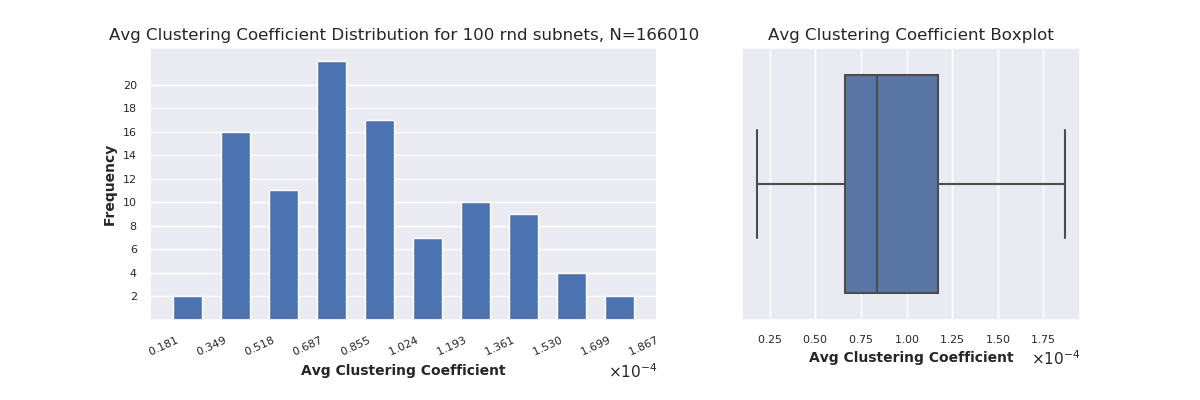 Avg Clustering Coefficient Distribution for 100 rnd subnets, N=166010
Frequency
20
18
16
14
12
10
8
6
4
2
0.181 0.349 0.518 0.687 0.855 1.024 1.193 1.361 1.530 1.699 1.867
Avg Clustering Coefficient
×10⁻⁴
Avg Clustering Coefficient Boxplot
0.25 0.50 0.75 1.00 1.25 1.50 1.75
Avg Clustering Coefficient
×10⁻⁴